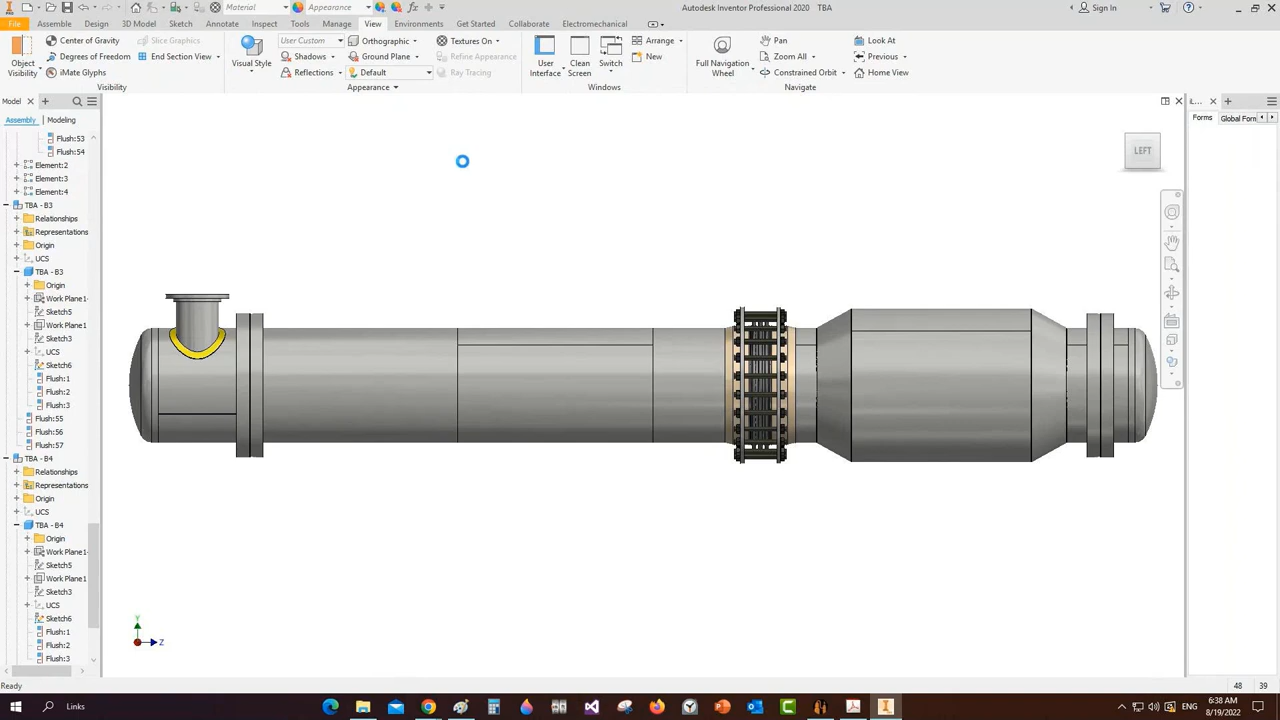 Material
Appearance
Autodesk Inventor Professional 2020 TBA
Sign In
File Assemble Design 3D Model Sketch Annotate Inspect Tools Manage View Environments Get Started Collaborate Electromechanical
Object
Visibility
Center of Gravity
Degrees of Freedom
iMate Glyphs
Slice Graphics
End Section View
Visibility
Visual Style
User Custom
Shadows
Reflections
Orthographic
Ground Plane
Default
Textures On
Refine Appearance
Ray Tracing
Appearance
User
Interface
Clean
Screen
Switch
Arrange
New
Windows
Full Navigation
Wheel
Pan
Zoom All
Constrained Orbit
Look At
Previous
Home View
Navigate
Model
Assembly Modeling
Flush:53
Flush:54
Element:2
Element:3
Element:4
TBA - B3
Relationships
Representations
Origin
UCS
TBA - B3
Origin
Work Plane1
Sketch5
Work Plane1
Sketch3
UCS
Sketch6
Flush:1
Flush:2
Flush:3
Flush:55
Flush:56
Flush:57
TBA - B4
Relationships
Representations
Origin
UCS
TBA - B4
Origin
Work Plane1
Sketch5
Work Plane1
Sketch3
UCS
Sketch6
Flush:1
Flush:2
Flush:3
LEFT
Forms Global Forn
Y
Z
Ready
48 39
Links
ENG
6:38 AM
8/19/2022